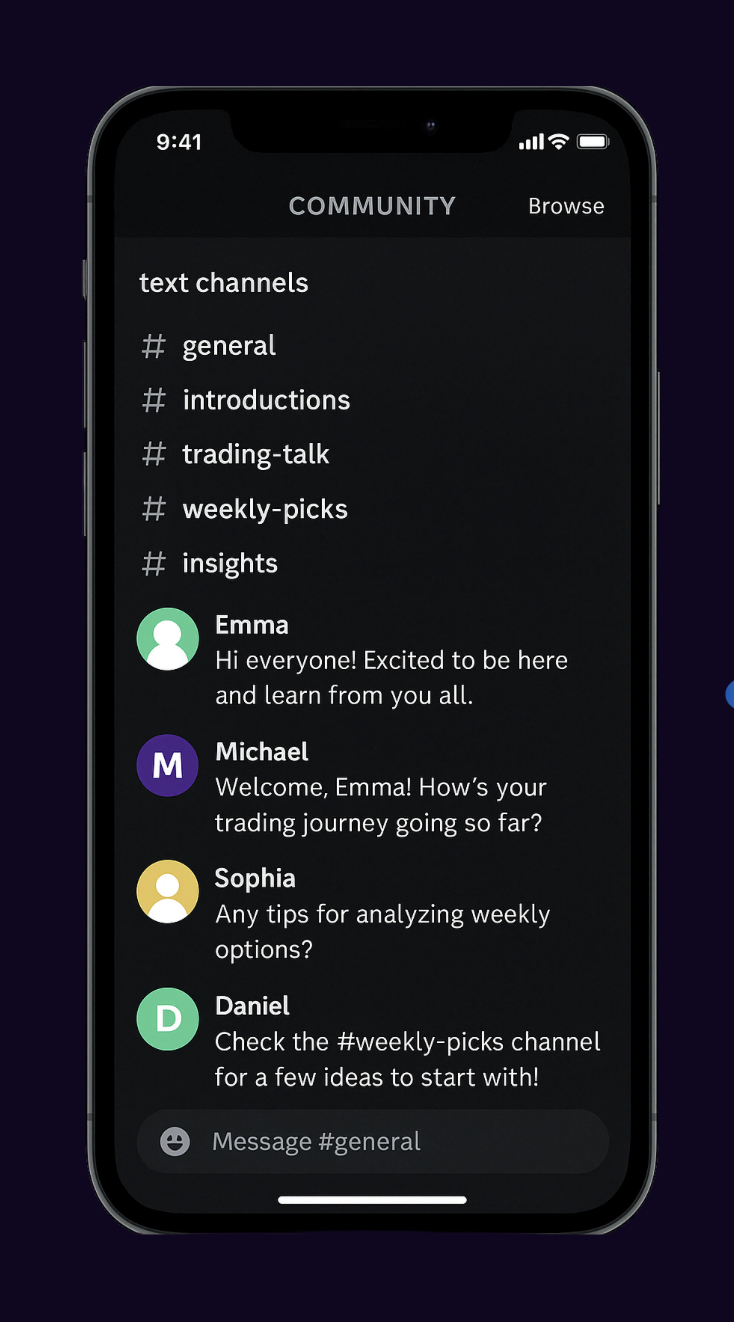 9:41
COMMUNITY
Browse
text channels
# general
# introductions
# trading-talk
# weekly-picks
# insights
Emma
Hi everyone! Excited to be here
and learn from you all.
M
Michael
Welcome, Emma! How’s your
trading journey going so far?
Sophia
Any tips for analyzing weekly
options?
D
Daniel
Check the #weekly-picks channel
for a few ideas to start with!
Message #general